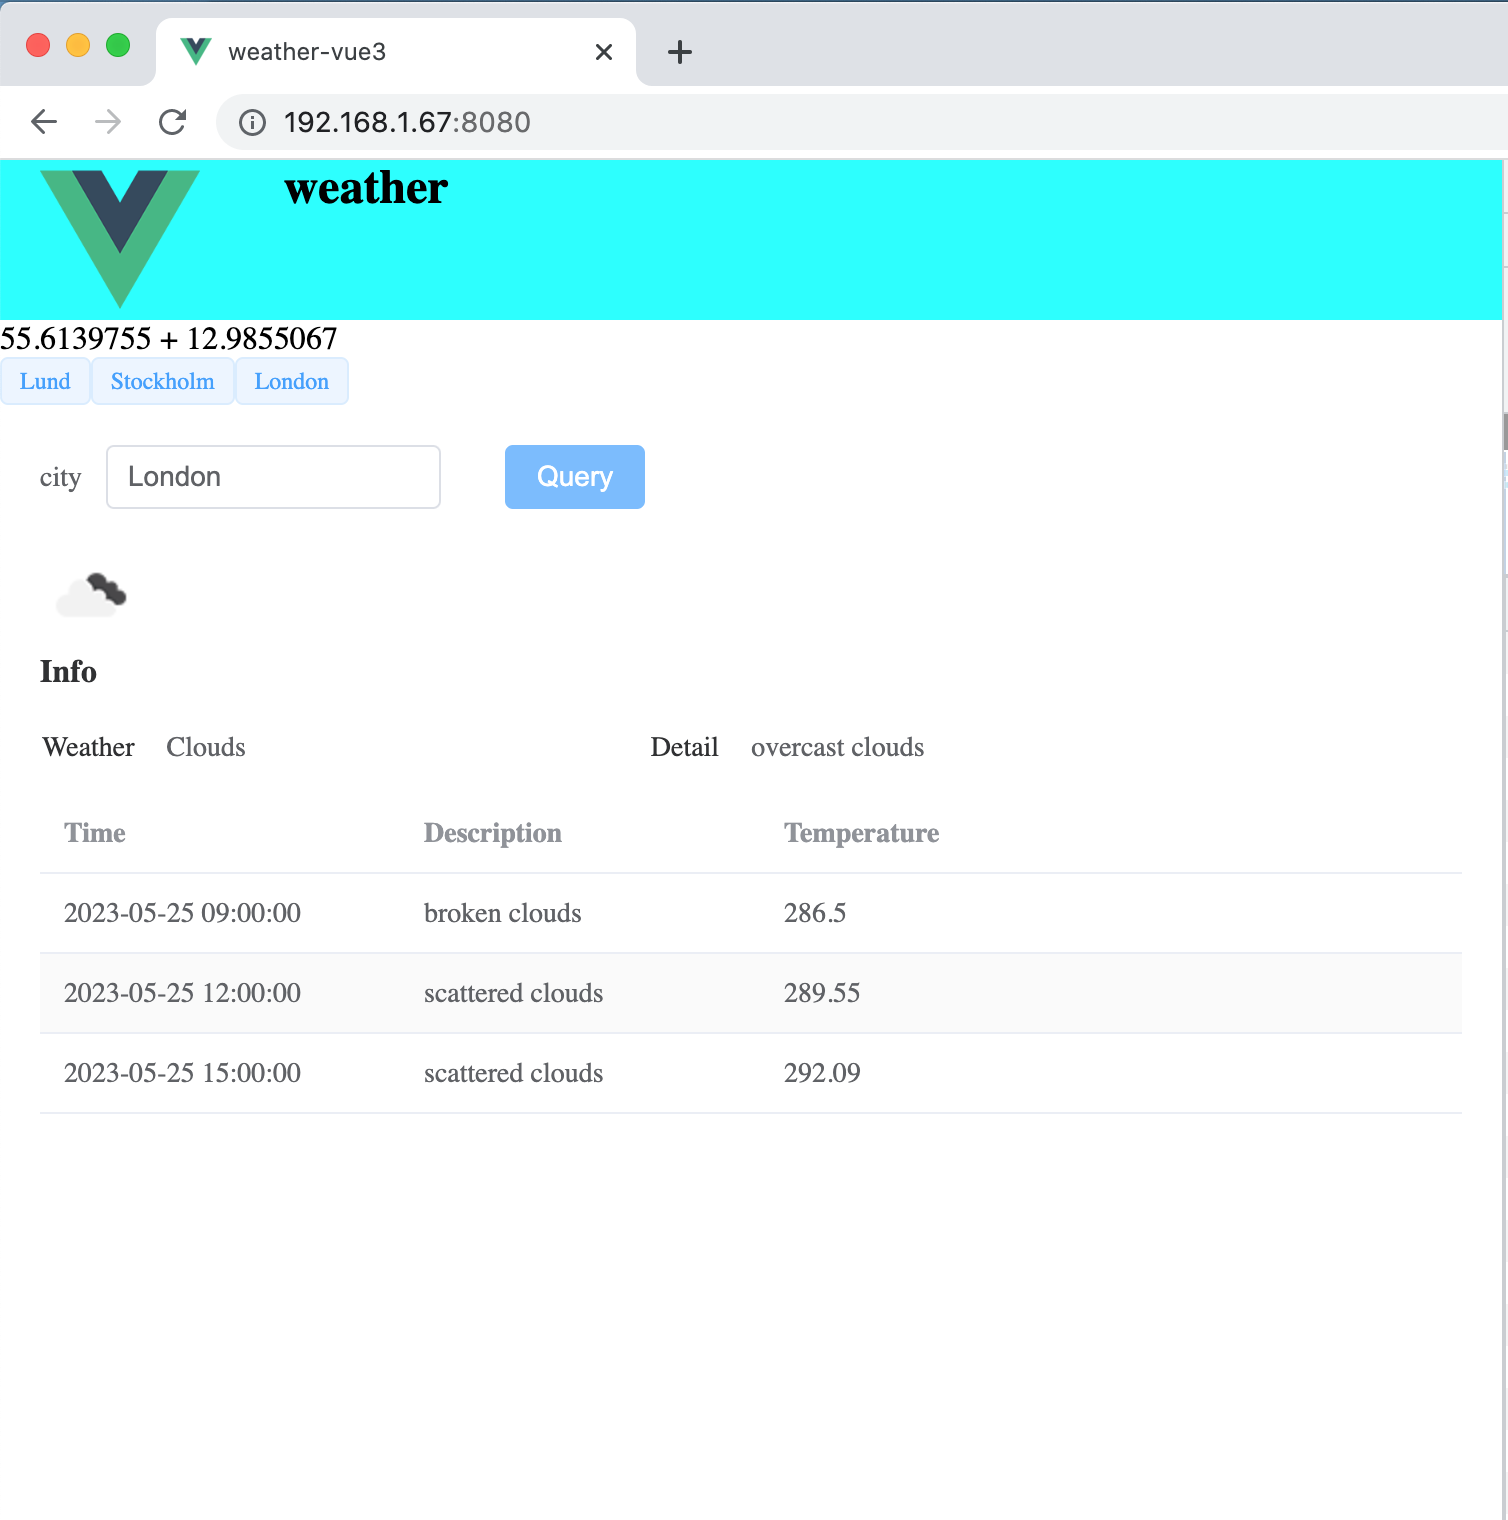 weather-vue3
192.168.1.67:8080
weather
55.6139755 + 12.9855067
Lund Stockholm London
city London Query
Info
Weather Clouds Detail overcast clouds
Time Description Temperature
2023-05-25 09:00:00 broken clouds 286.5
2023-05-25 12:00:00 scattered clouds 289.55
2023-05-25 15:00:00 scattered clouds 292.09